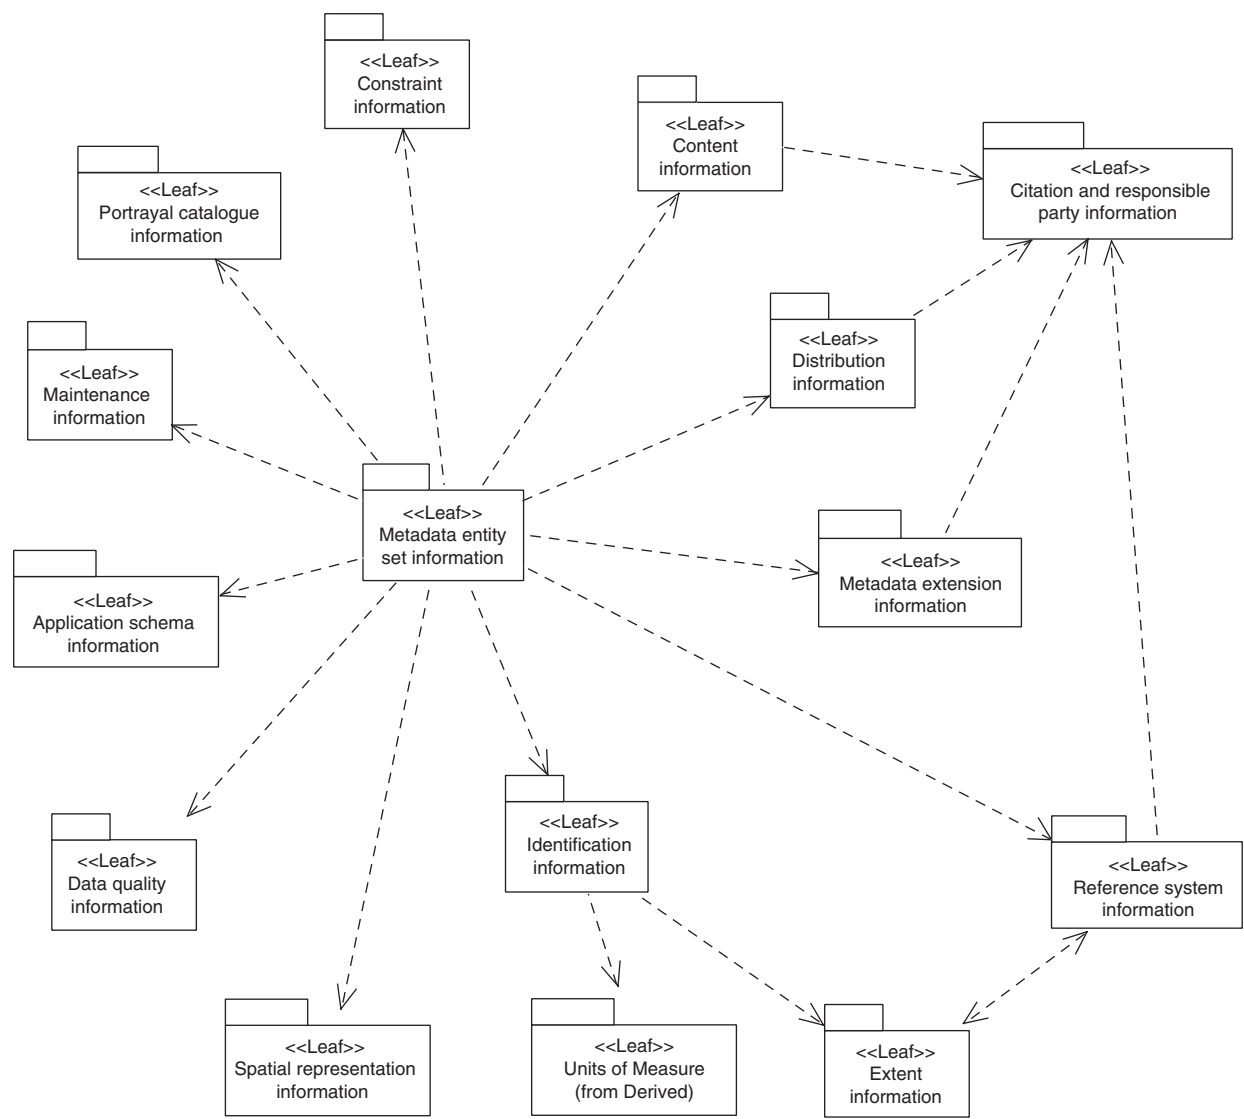 <<Leaf>>
Constraint
information
<<Leaf>>
Content
information
<<Leaf>>
Citation and responsible
party information
<<Leaf>>
Portrayal catalogue
information
<<Leaf>>
Maintenance
information
<<Leaf>>
Distribution
information
<<Leaf>>
Metadata entity
set information
<<Leaf>>
Metadata extension
information
<<Leaf>>
Application schema
information
<<Leaf>>
Data quality
information
<<Leaf>>
Identification
information
<<Leaf>>
Reference system
information
<<Leaf>>
Spatial representation
information
<<Leaf>>
Units of Measure
(from Derived)
<<Leaf>>
Extent
information